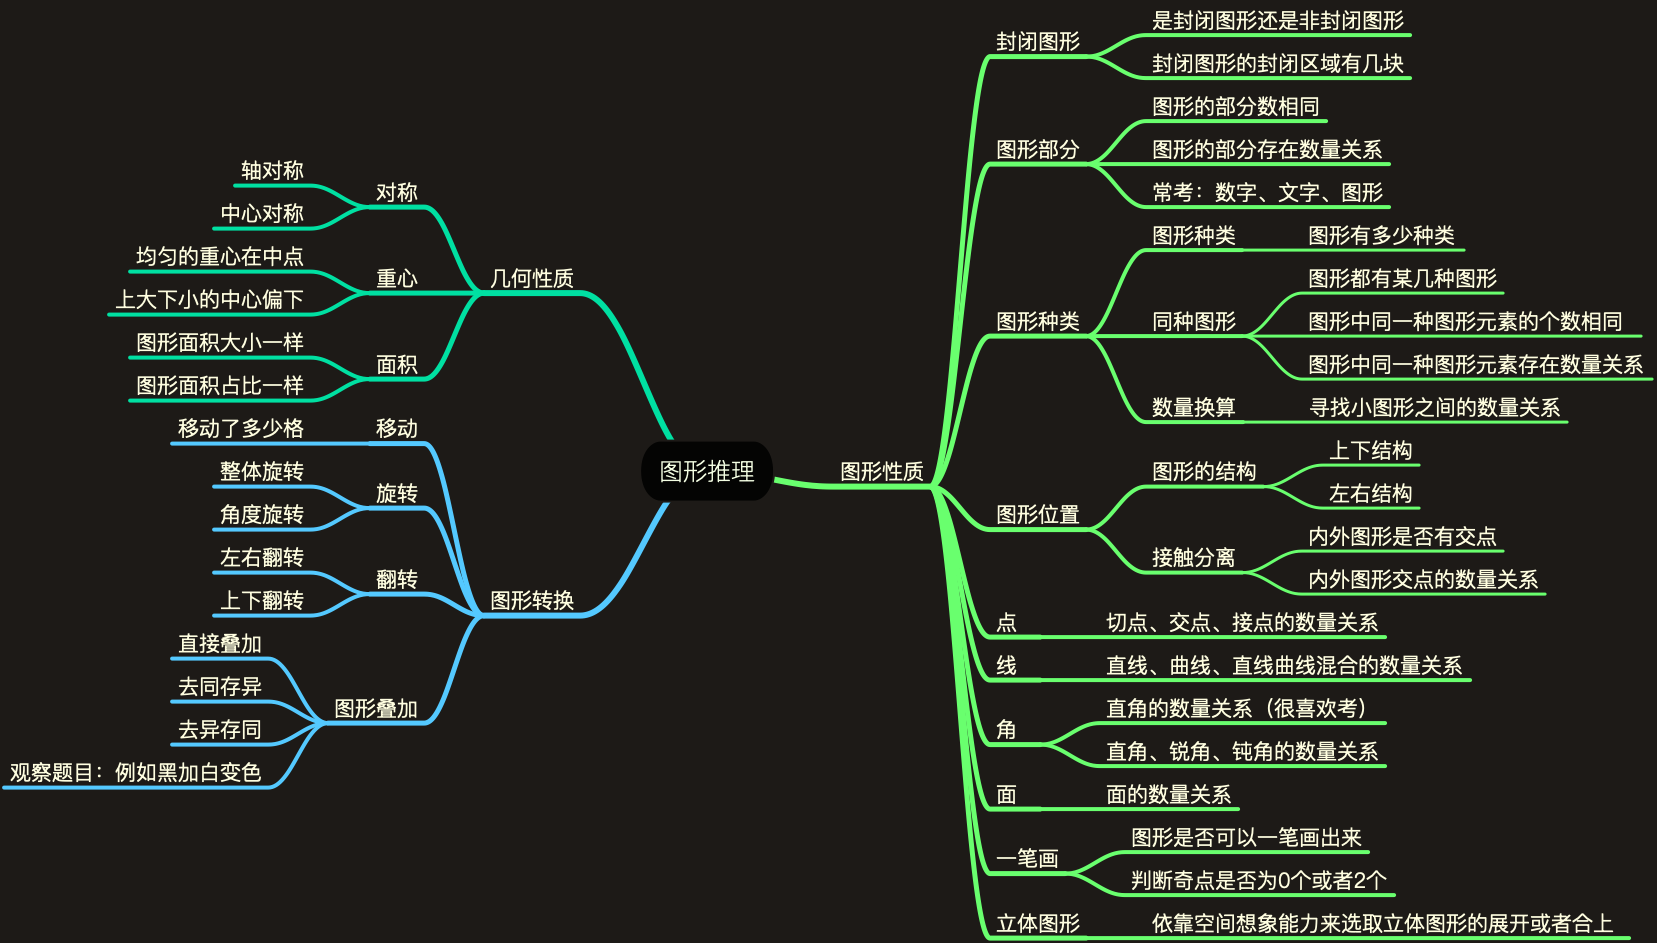 图形推理
几何性质
对称
轴对称
中心对称
重心
均匀的重心在中点
上大下小的中心偏下
面积
图形面积大小一样
图形面积占比一样
图形转换
移动
移动了多少格
旋转
整体旋转
角度旋转
翻转
左右翻转
上下翻转
图形叠加
直接叠加
去同存异
去异存同
观察题目：例如黑加白变色
图形性质
封闭图形
是封闭图形还是非封闭图形
封闭图形的封闭区域有几块
图形部分
图形的部分数相同
图形的部分存在数量关系
常考：数字、文字、图形
图形种类
图形种类
图形有多少种类
同种图形
图形都有某几种图形
图形中同一种图形元素的个数相同
图形中同一种图形元素存在数量关系
数量换算
寻找小图形之间的数量关系
图形位置
图形的结构
上下结构
左右结构
接触分离
内外图形是否有交点
内外图形交点的数量关系
点
切点、交点、接点的数量关系
线
直线、曲线、直线曲线混合的数量关系
角
直角的数量关系（很喜欢考）
直角、锐角、钝角的数量关系
面
面的数量关系
一笔画
图形是否可以一笔画出来
判断奇点是否为0个或者2个
立体图形
依靠空间想象能力来选取立体图形的展开或者合上